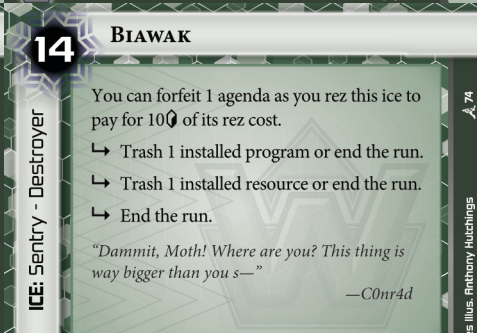 14
Biawak
You can forfeit 1 agenda as you rez this ice to
pay for 10 of its rez cost.
↳ Trash 1 installed program or end the run.
↳ Trash 1 installed resource or end the run.
↳ End the run.
“Dammit, Moth! Where are you? This thing is
way bigger than you s—”
—C0nr4d
ICE: Sentry - Destroyer
74
Illus. Anthony Hutchings